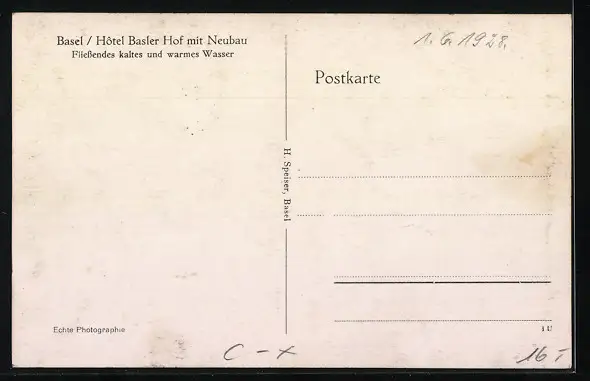 Basel / Hôtel Basler Hof mit Neubau
Fließendes kaltes und warmes Wasser
1. 6. 1928.
Postkarte
H. Speiser, Basel
Echte Photographie
1 U
C - x
16 -